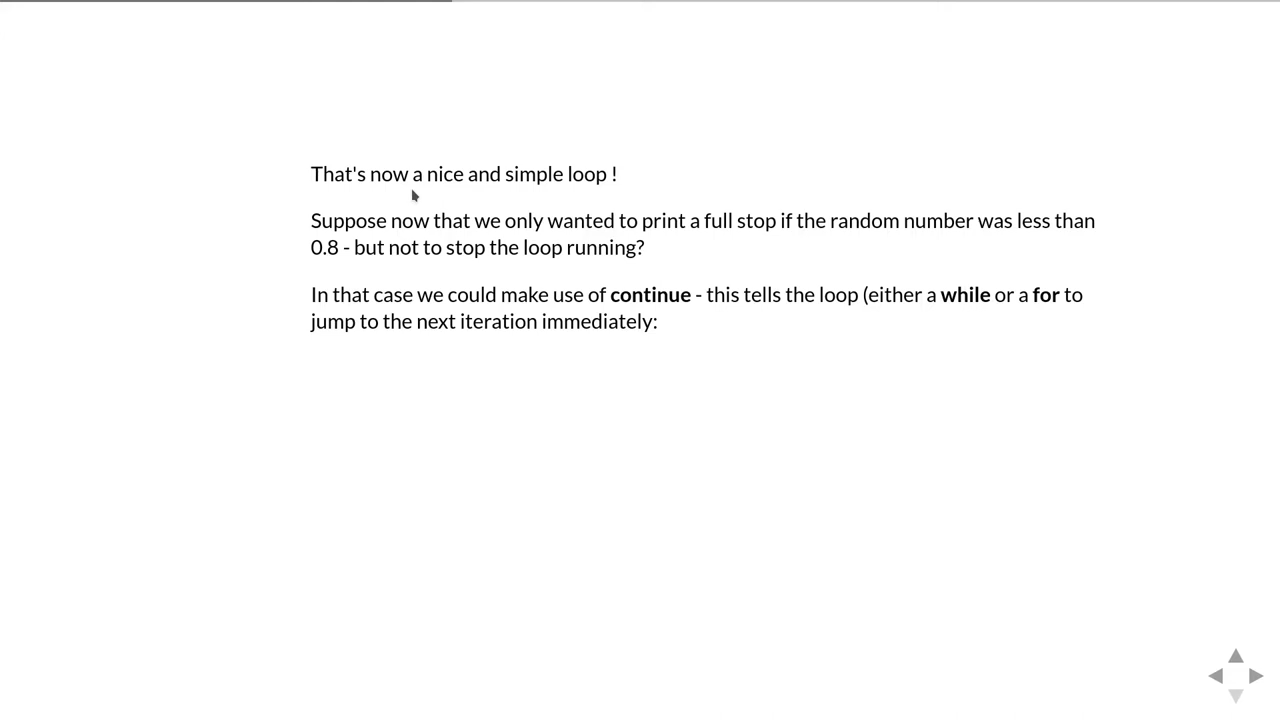 That's now a nice and simple loop !
Suppose now that we only wanted to print a full stop if the random number was less than
0.8 - but not to stop the loop running?
In that case we could make use of continue - this tells the loop (either a while or a for to
jump to the next iteration immediately: